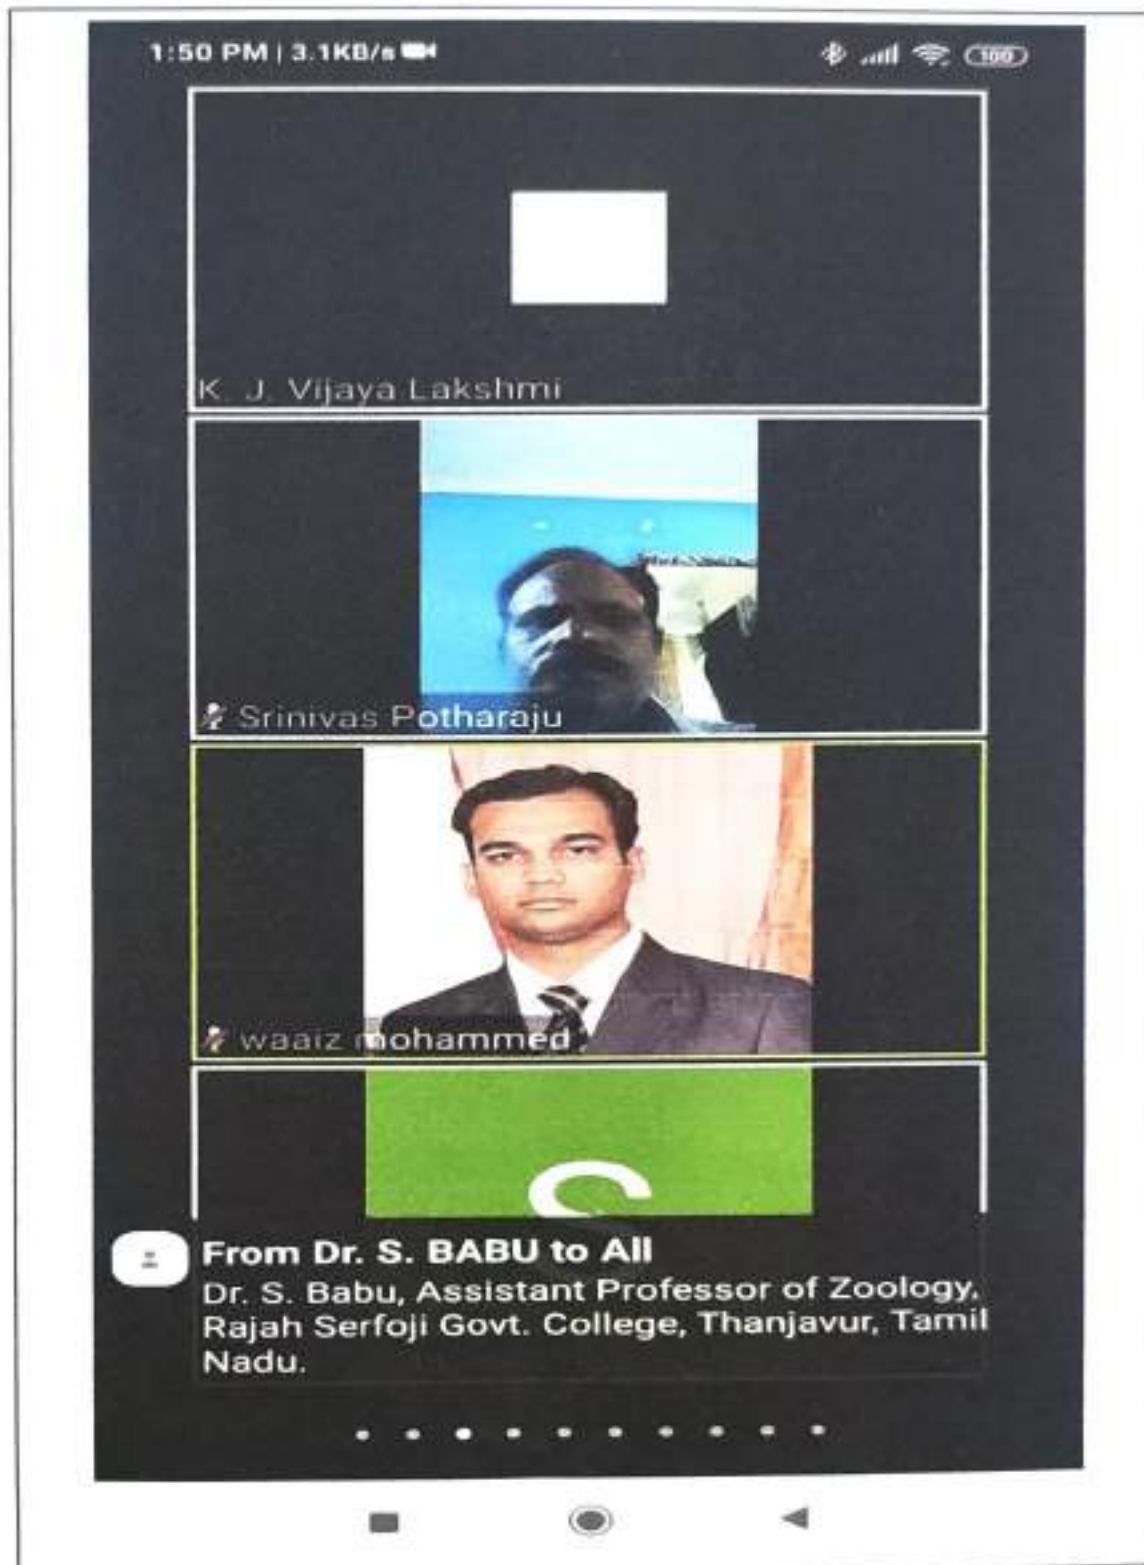 1:50 PM | 3.1KB/s
100
K. J. Vijaya Lakshmi
Srinivas Potharaju
waaiz mohammed
S
From Dr. S. BABU to All
Dr. S. Babu, Assistant Professor of Zoology,
Rajah Serfoji Govt. College, Thanjavur, Tamil
Nadu.